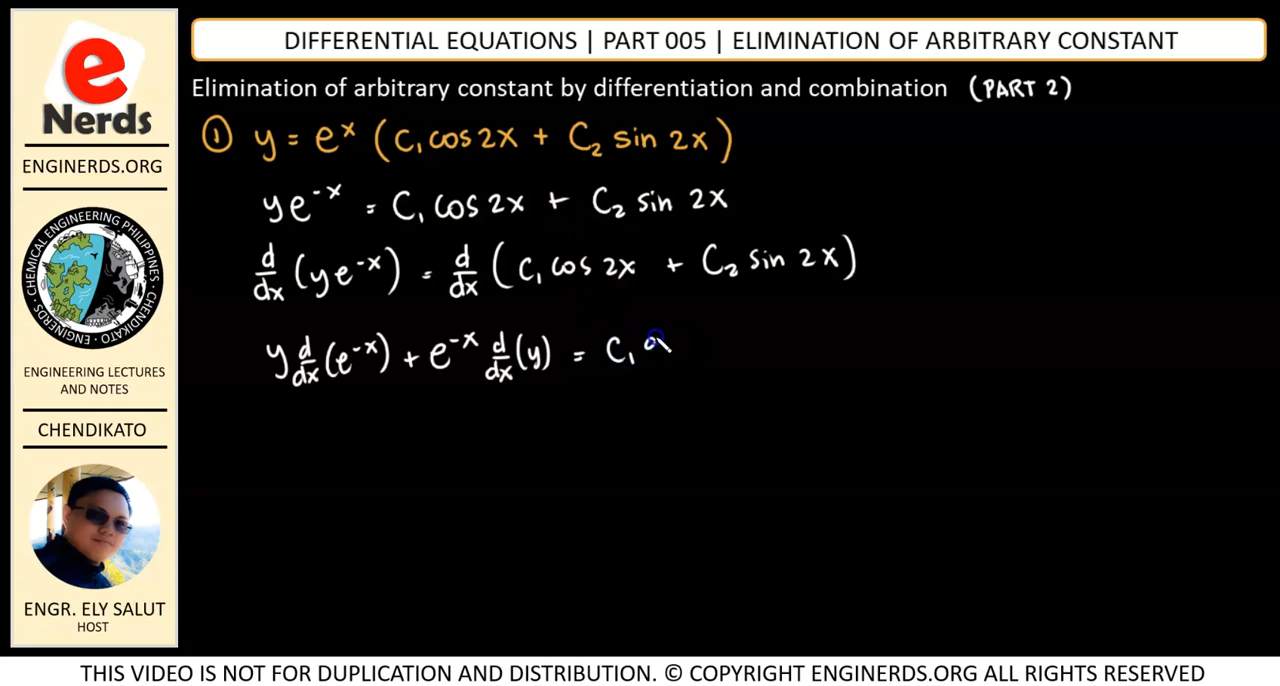 e
Nerds
ENGINERDS.ORG
CHEMICAL ENGINEERING PHILIPPINES
- CHENDIKATO - ENGINERDS.ORG -
ENGINEERING LECTURES
AND NOTES
CHENDIKATO
ENGR. ELY SALUT
HOST
DIFFERENTIAL EQUATIONS | PART 005 | ELIMINATION OF ARBITRARY CONSTANT
Elimination of arbitrary constant by differentiation and combination (PART 2)
① y = eˣ (C₁ cos 2x + C₂ sin 2x)
ye⁻ˣ = C₁ cos 2x + C₂ sin 2x
d/dx (ye⁻ˣ) = d/dx (C₁ cos 2x + C₂ sin 2x)
y d/dx (e⁻ˣ) + e⁻ˣ d/dx (y) = C₁
THIS VIDEO IS NOT FOR DUPLICATION AND DISTRIBUTION. © COPYRIGHT ENGINERDS.ORG ALL RIGHTS RESERVED